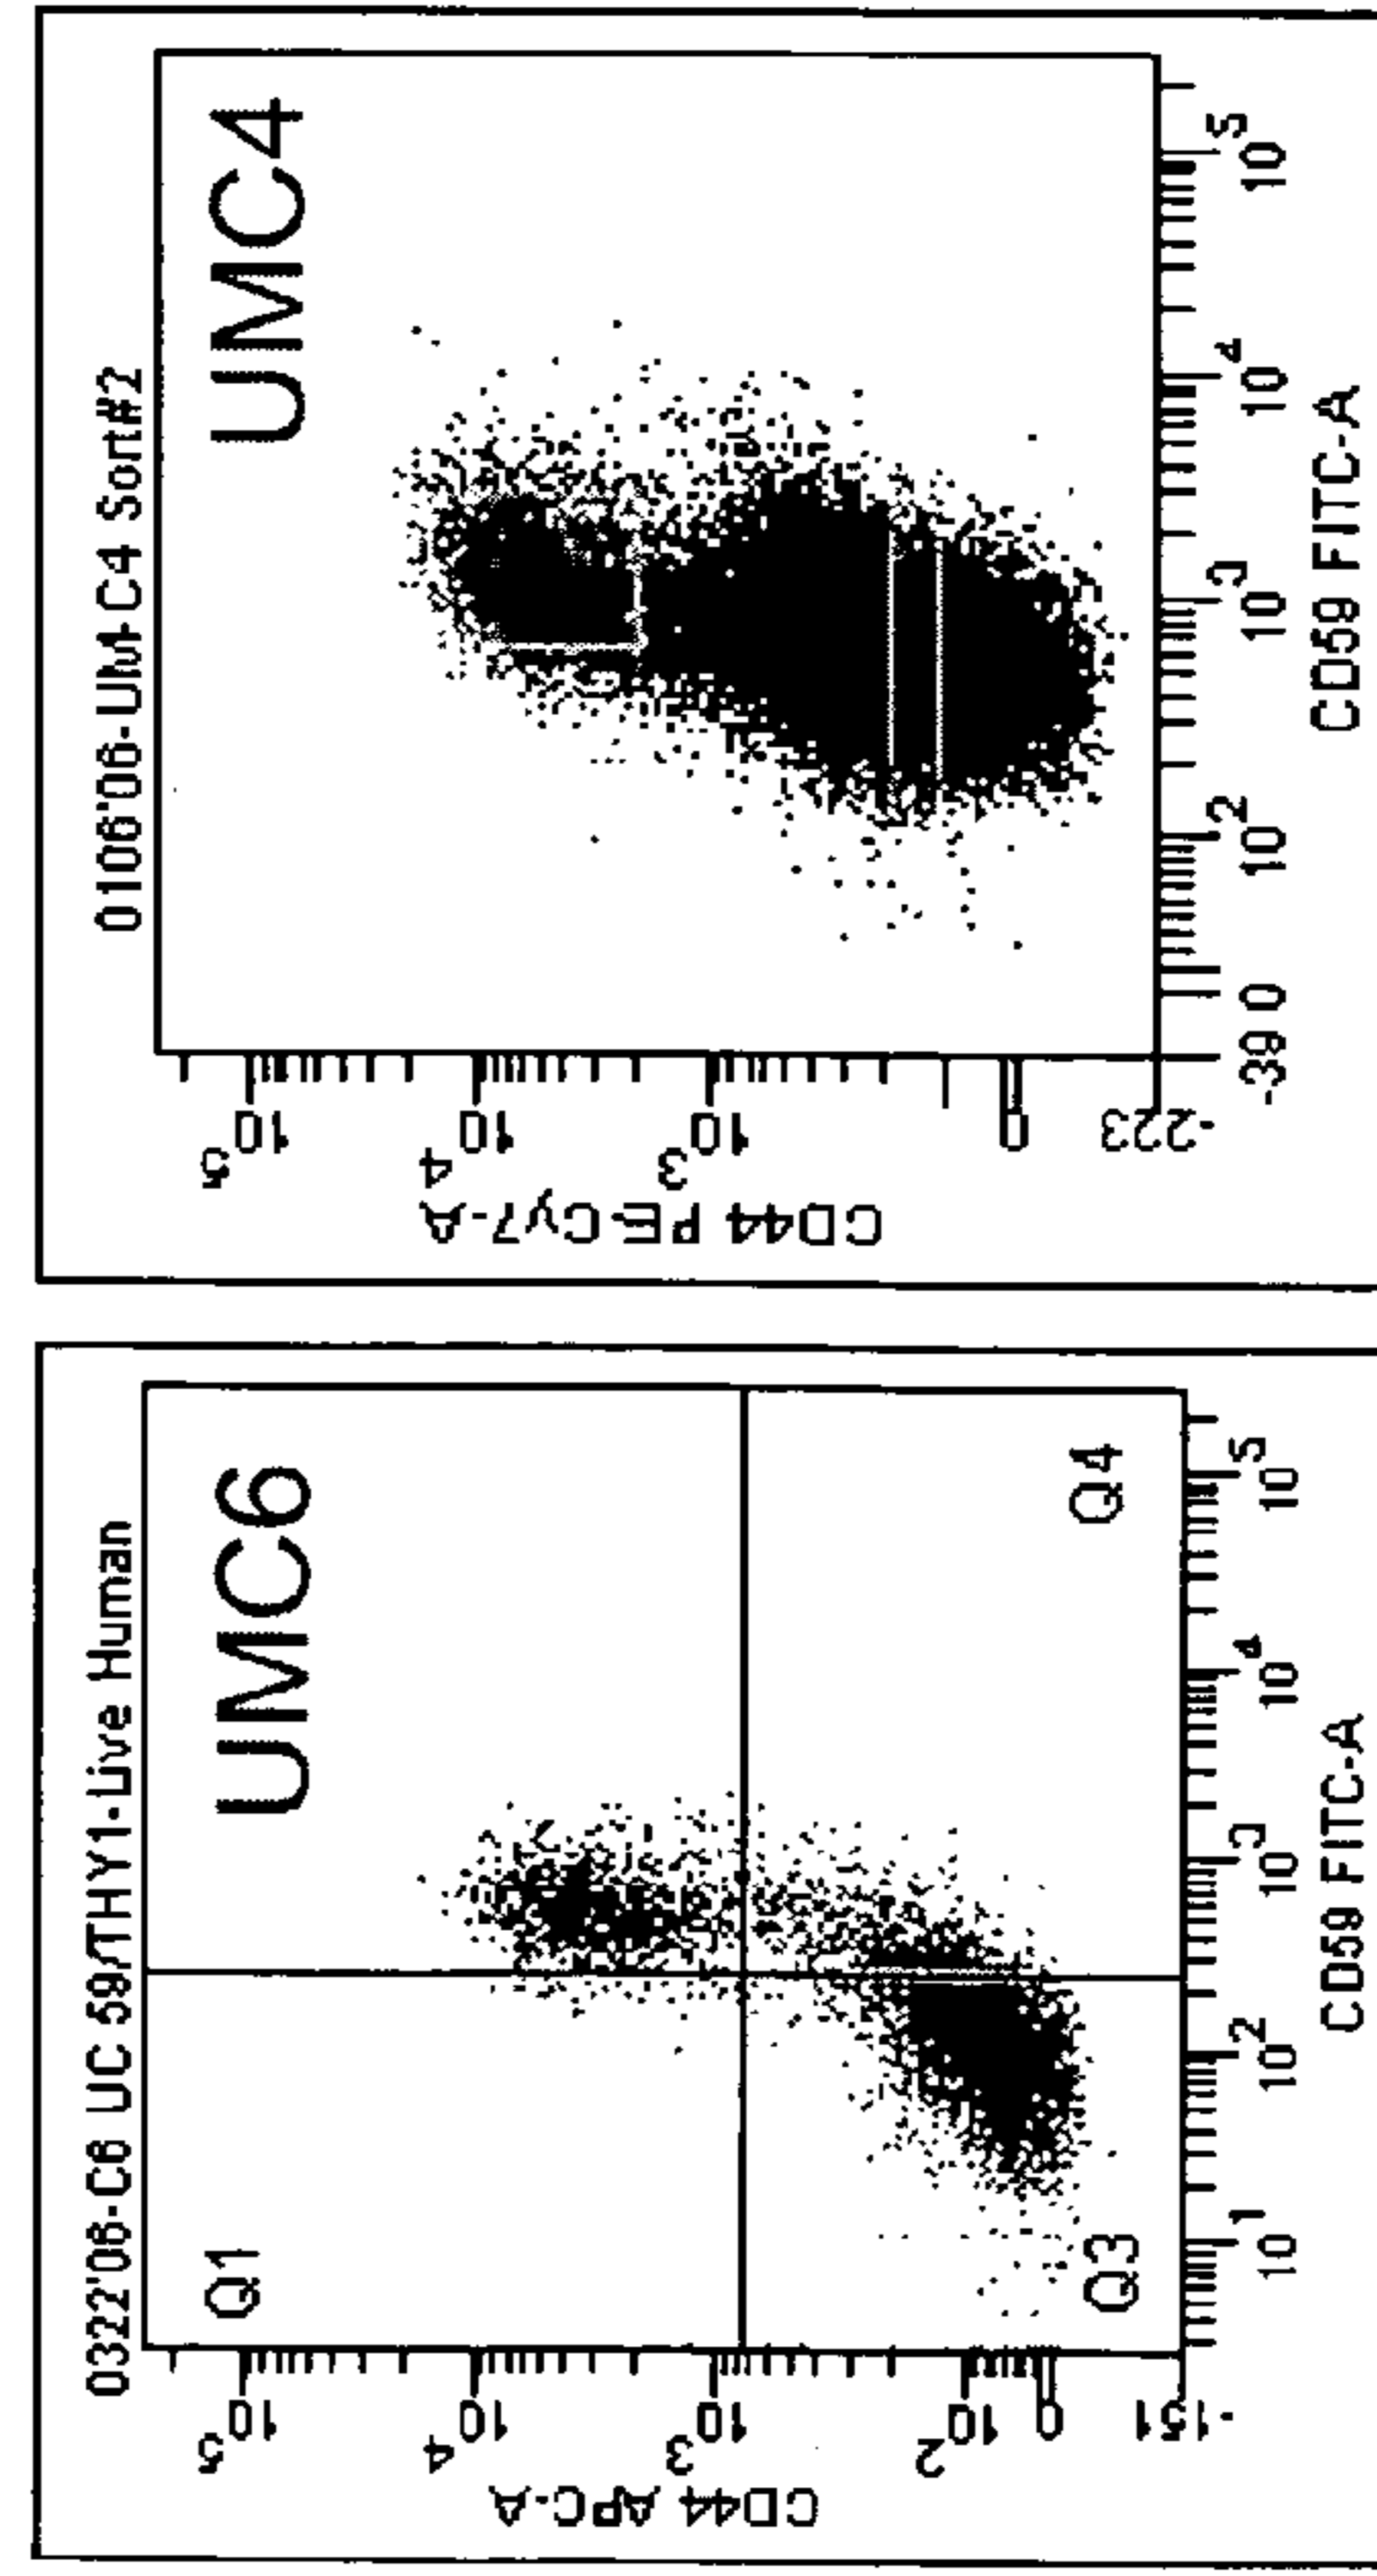 0322'06-C6 UC 59/THY1-Live Human
UMC6
Q1
Q3
Q4
CD44 APC-A
10^5
10^4
10^3
10^2
0
-151
10^1 10^2 10^3 10^4 10^5
CD59 FITC-A
0106'06-UM-C4 Sort#2
UMC4
CD44 PE-Cy7-A
10^5
10^4
10^3
0
-223
-39 0 10^2 10^3 10^4 10^5
CD59 FITC-A